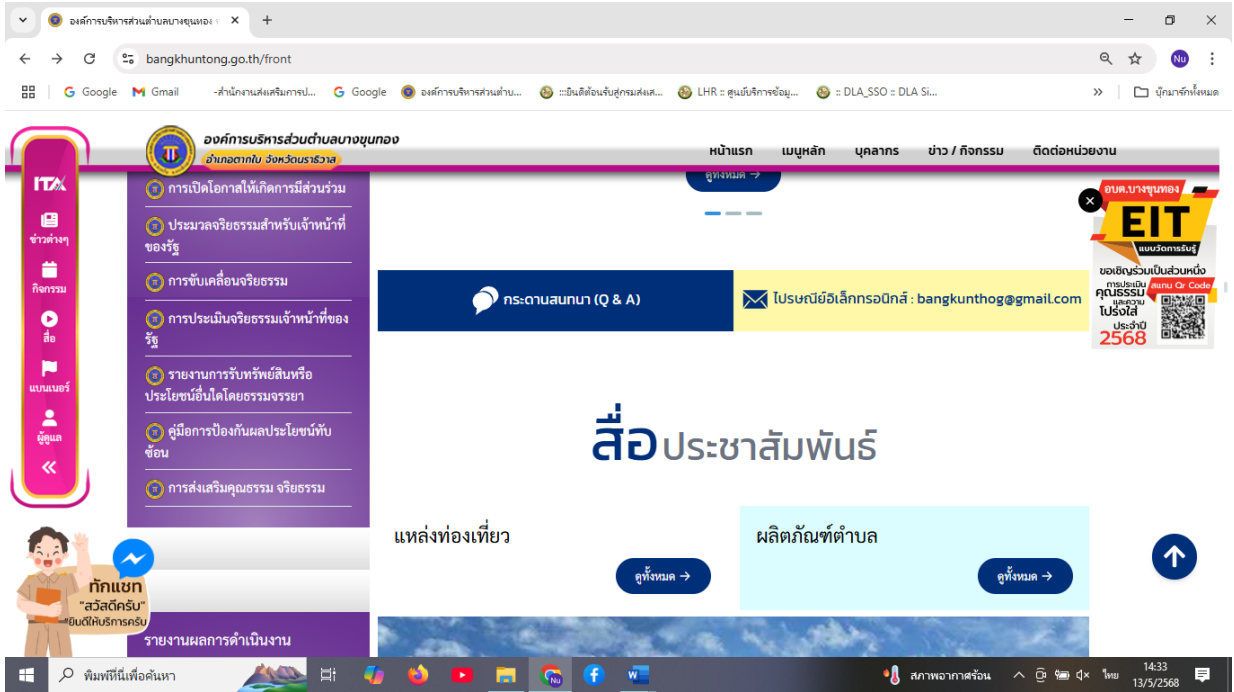 องค์การบริหารส่วนตำบลบางขุนทอง
bangkhuntong.go.th/front
Nu
Google
Gmail
-สำนักงานส่งเสริมการป...
Google
องค์การบริหารส่วนตำบ...
:::ยินดีต้อนรับสู่กรมส่งเส...
LHR :: ศูนย์บริการข้อมู...
:: DLA_SSO :: DLA Si...
บุ๊กมาร์กทั้งหมด
องค์การบริหารส่วนตำบลบางขุนทอง
อำเภอตากใบ จังหวัดนราธิวาส
หน้าแรก
เมนูหลัก
บุคลากร
ข่าว / กิจกรรม
ติดต่อหน่วยงาน
ITA
ข่าวต่างๆ
กิจกรรม
สื่อ
แบนเนอร์
ผู้ดูแล
การเปิดโอกาสให้เกิดการมีส่วนร่วม
ประมวลจริยธรรมสำหรับเจ้าหน้าที่
ของรัฐ
การขับเคลื่อนจริยธรรม
การประเมินจริยธรรมเจ้าหน้าที่ของ
รัฐ
รายงานการรับทรัพย์สินหรือ
ประโยชน์อื่นใดโดยธรรมจรรยา
คู่มือการป้องกันผลประโยชน์ทับ
ซ้อน
การส่งเสริมคุณธรรม จริยธรรม
รายงานผลการดำเนินงาน
ดูทั้งหมด →
กระดานสนทนา (Q & A)
ไปรษณีย์อิเล็กทรอนิกส์ : bangkunthog@gmail.com
สื่อประชาสัมพันธ์
แหล่งท่องเที่ยว
ดูทั้งหมด →
ผลิตภัณฑ์ตำบล
ดูทั้งหมด →
อบต.บางขุนทอง
EIT
แบบวัดการรับรู้
ขอเชิญร่วมเป็นส่วนหนึ่ง
การประเมิน
สแกน Qr Code
คุณธรรม
และความ
โปร่งใส
ประจำปี
2568
ทักแชท
"สวัสดีครับ"
"ยินดีให้บริการครับ
พิมพ์ที่นี่เพื่อค้นหา
สภาพอากาศร้อน
ไทย
14:33
13/5/2568